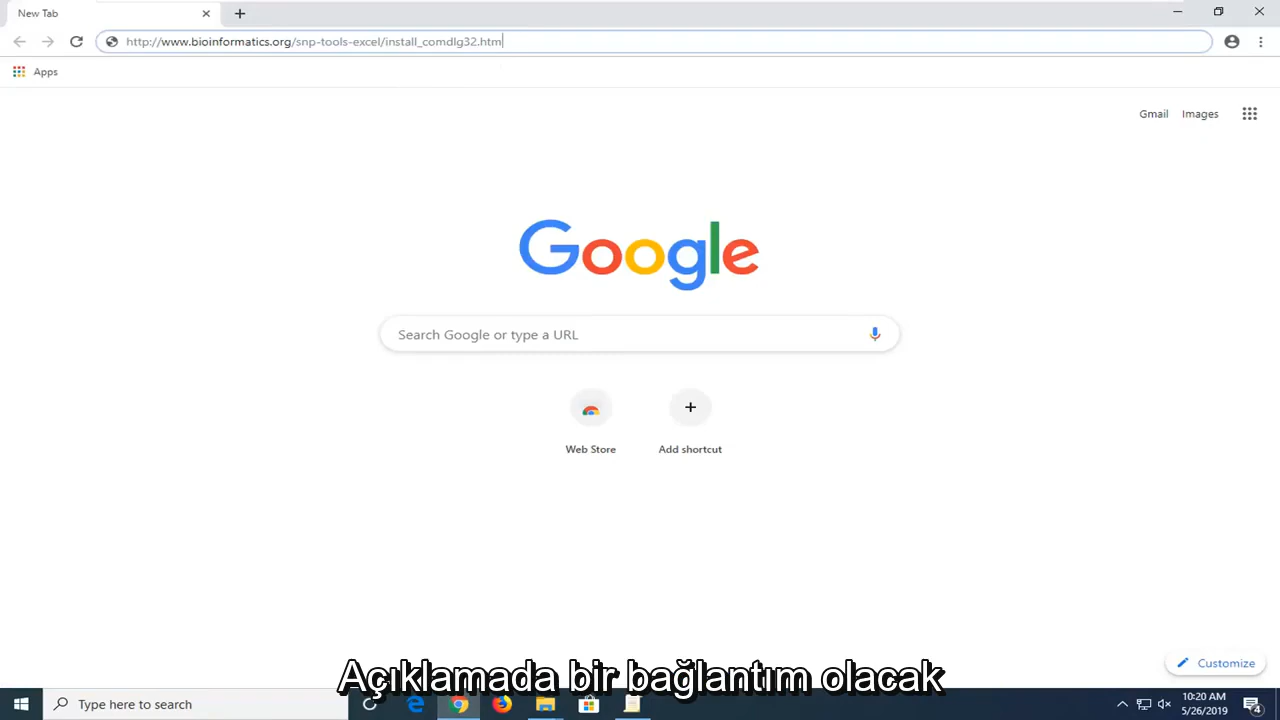 New Tab
http://www.bioinformatics.org/snp-tools-excel/install_comdlg32.htm
Apps
Gmail Images
Google
Search Google or type a URL
Web Store Add shortcut
Customize
Açıklamada bir bağlantım olacak
Type here to search
10:20 AM
5/26/2019
4